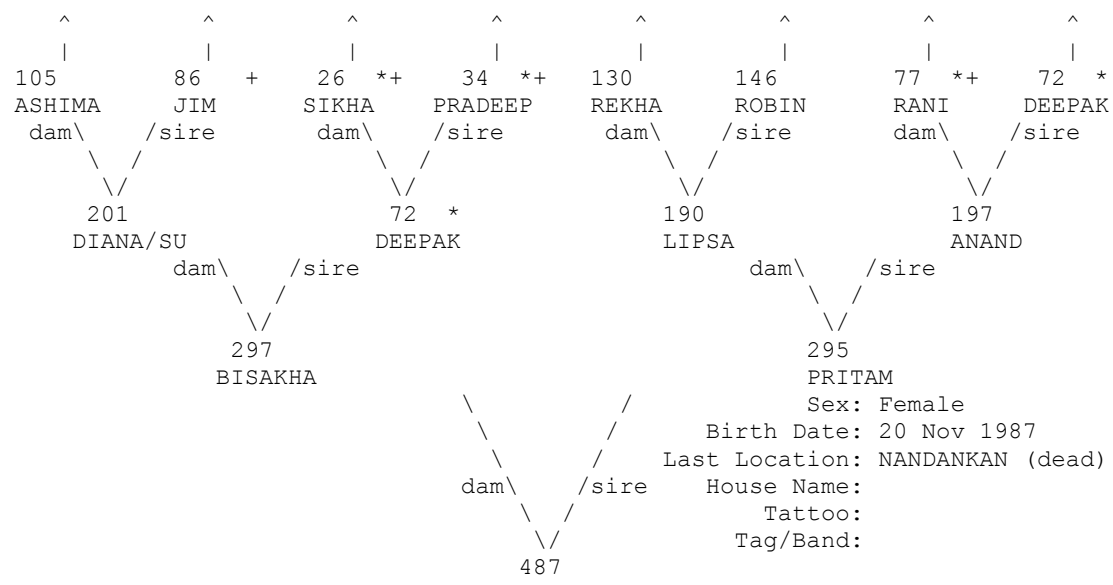 ^ ^ ^ ^ ^ ^ ^ ^
| | | | | | | |
105 86 + 26 *+ 34 *+ 130 146 77 *+ 72 *
ASHIMA JIM SIKHA PRADEEP REKHA ROBIN RANI DEEPAK
dam\ /sire dam\ /sire dam\ /sire dam\ /sire
\ / \ / \ / \ /
\/ \/ \/ \/
201 72 * 190 197
DIANA/SU DEEPAK LIPSA ANAND
dam\ /sire dam\ /sire
\ / \ /
\/ \/
297 295
BISAKHA PRITAM
\ / Sex: Female
\ / Birth Date: 20 Nov 1987
\ / Last Location: NANDANKAN (dead)
dam\ /sire House Name:
\ / Tattoo:
\/ Tag/Band:
487